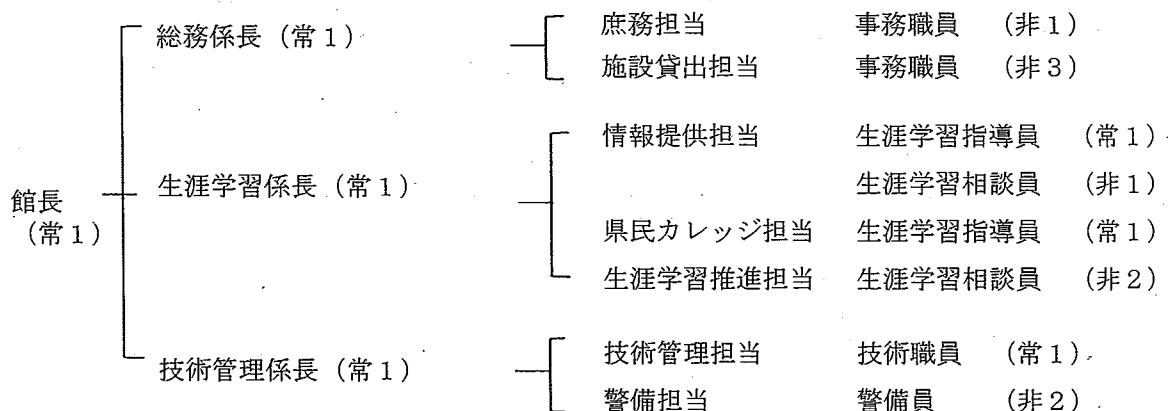 総務係長（常１） 庶務担当 事務職員 （非１）
施設貸出担当 事務職員 （非３）
情報提供担当 生涯学習指導員 （常１）
生涯学習係長（常１） 生涯学習相談員 （非１）
館長
（常１） 県民カレッジ担当 生涯学習指導員 （常１）
生涯学習推進担当 生涯学習相談員 （非２）
技術管理係長（常１） 技術管理担当 技術職員 （常１）
警備担当 警備員 （非２）